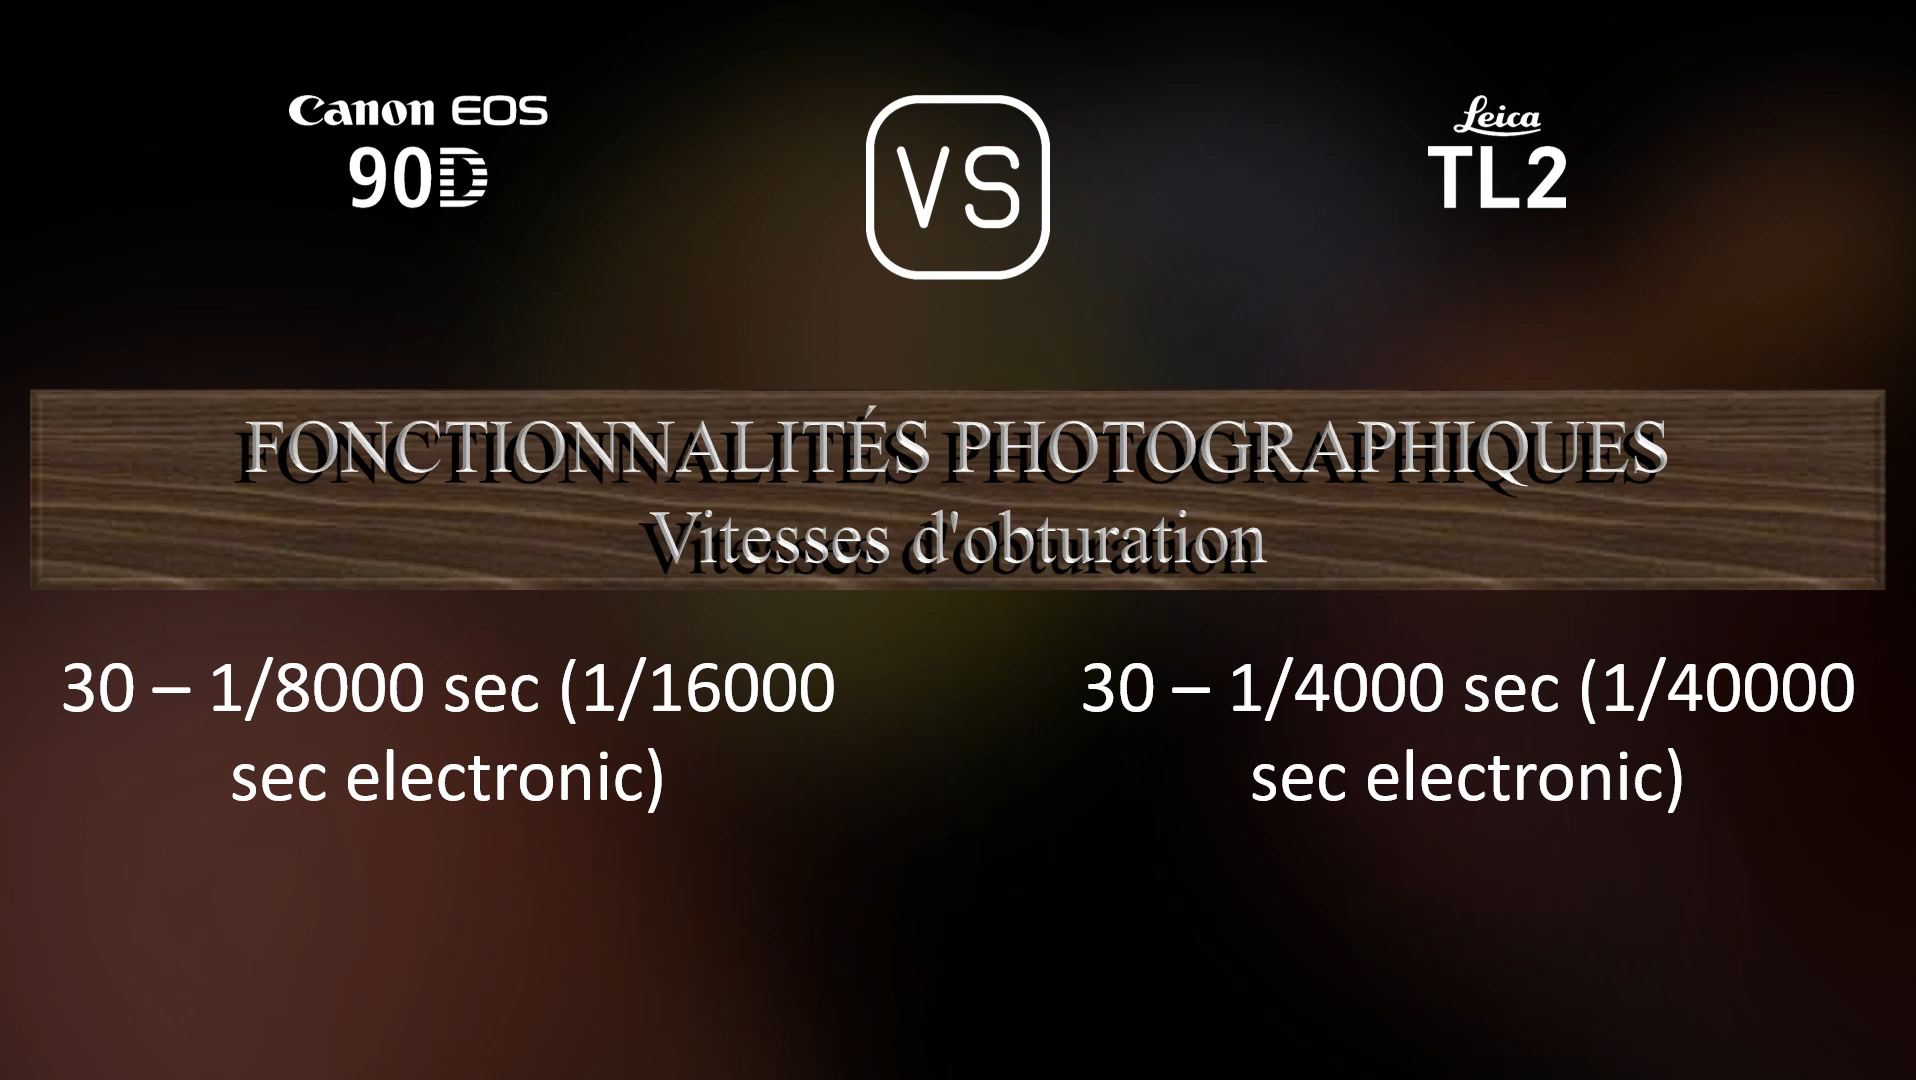 Canon EOS
90D
VS
Leica
TL2
FONCTIONNALITÉS PHOTOGRAPHIQUES
Vitesses d'obturation
30 – 1/8000 sec (1/16000
sec electronic)
30 – 1/4000 sec (1/40000
sec electronic)